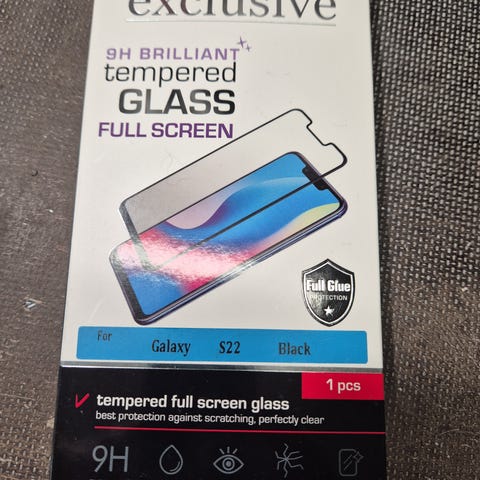 exclusive
9H BRILLIANT
tempered
GLASS
FULL SCREEN
Full Glue
PROTECTION
For Galaxy S22 Black
1 pcs
tempered full screen glass
best protection against scratching, perfectly clear
9H